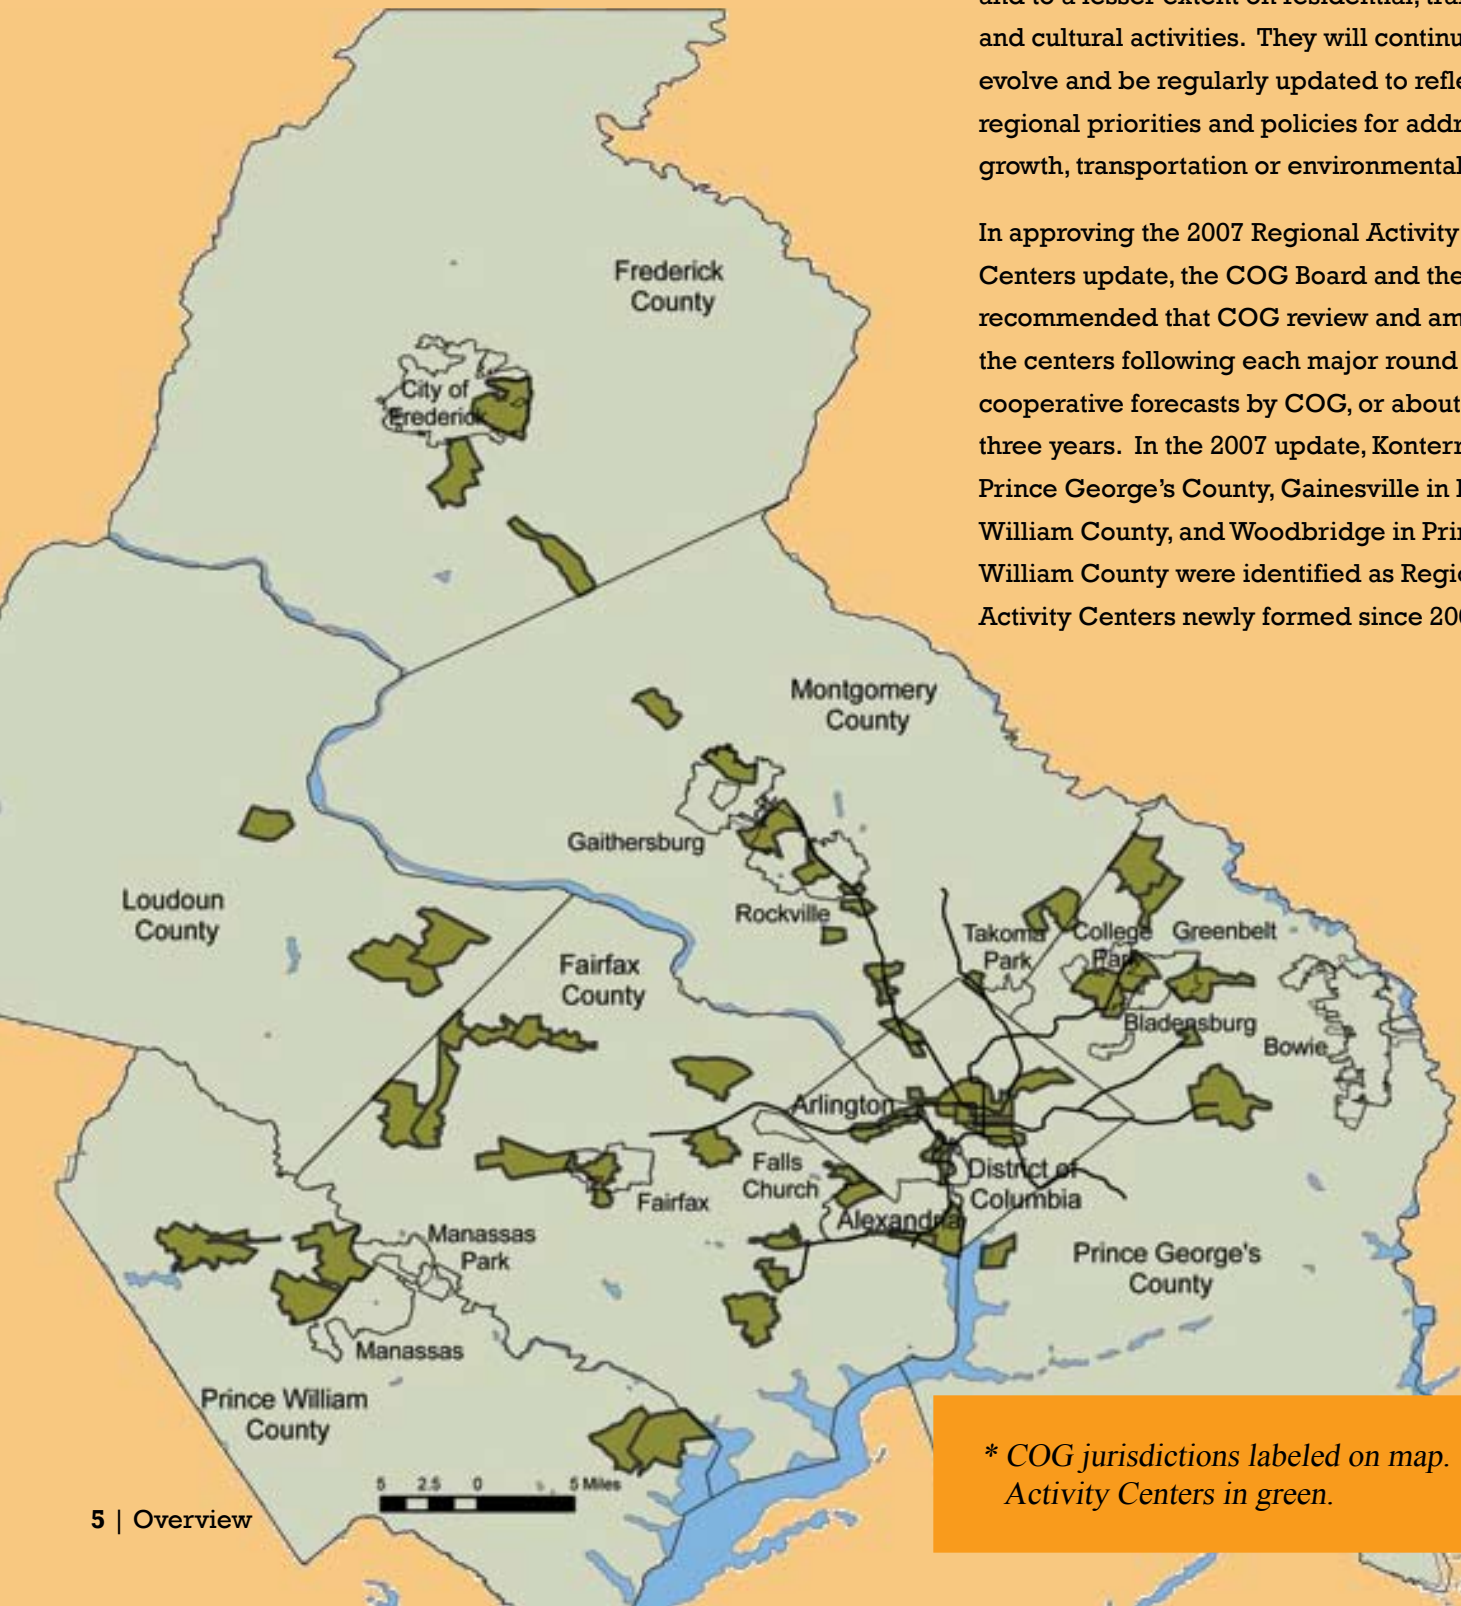 and cultural activities. They will continu
evolve and be regularly updated to refle
regional priorities and policies for addr
growth, transportation or environmental
In approving the 2007 Regional Activity
Centers update, the COG Board and the
recommended that COG review and am
the centers following each major round
cooperative forecasts by COG, or about
three years. In the 2007 update, Konterr
Prince George's County, Gainesville in
William County, and Woodbridge in Prin
William County were identified as Regio
Activity Centers newly formed since 200
Frederick
County
City of
Frederick
Montgomery
County
Gaithersburg
Rockville
Loudoun
County
Fairfax
County
Takoma
Park
College
Park
Greenbelt
Bladensburg
Bowie
Arlington
Falls
Church
Fairfax
District of
Columbia
Alexandria
Manassas
Park
Prince George's
County
Manassas
Prince William
County
5 2.5 0 5 Miles
* COG jurisdictions labeled on map.
Activity Centers in green.
5 | Overview